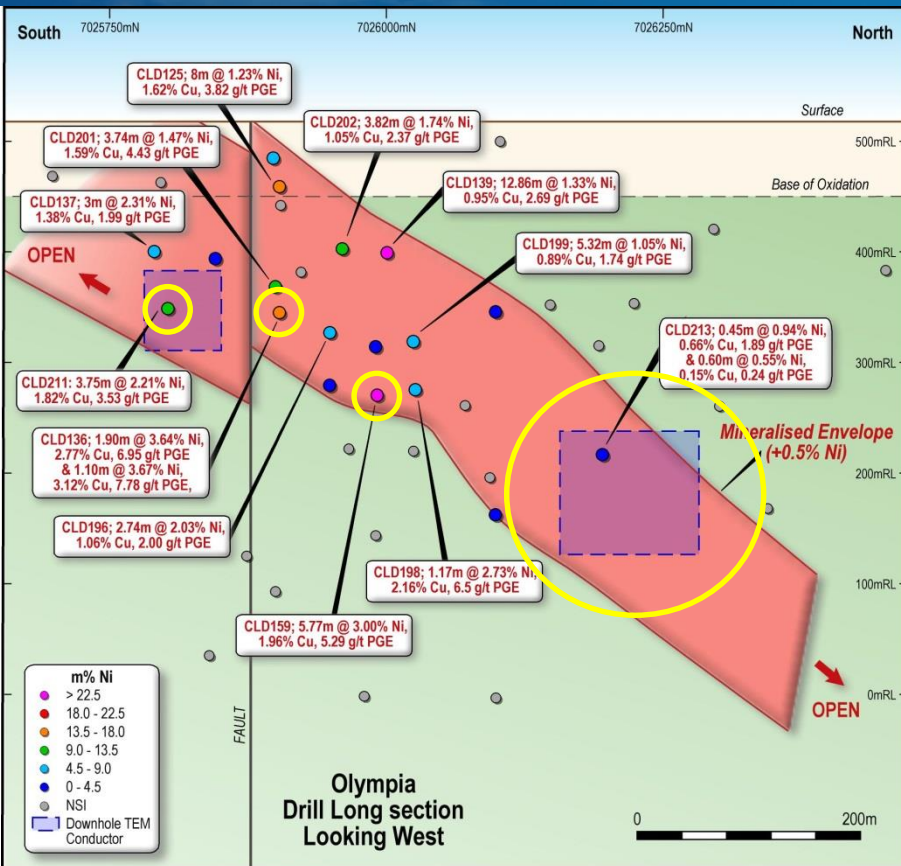 7025750mN
7026000mN
7026250mN
South
North
CLD125; 8m @ 1.23% Ni,
1.62% Cu, 3.82 g/t PGE
Surface
CLD201; 3.74m @ 1.47% Ni,
1.59% Cu, 4.43 g/t PGE
CLD202; 3.82m @ 1.74% Ni,
1.05% Cu, 2.37 g/t PGE
500mRL
CLD139; 12.86m @ 1.33% Ni,
0.95% Cu, 2.69 g/t PGE
Base of Oxidation
CLD137; 3m @ 2.31% Ni,
1.38% Cu, 1.99 g/t PGE
CLD199; 5.32m @ 1.05% Ni,
0.89% Cu, 1.74 g/t PGE
400mRL
OPEN
CLD213; 0.45m @ 0.94% Ni,
0.66% Cu, 1.89 g/t PGE
& 0.60m @ 0.55% Ni,
0.15% Cu, 0.24 g/t PGE
300mRL
CLD211: 3.75m @ 2.21% Ni,
1.82% Cu, 3.53 g/t PGE
Mineralised Envelope
(+0.5% Ni)
CLD136; 1.90m @ 3.64% Ni,
2.77% Cu, 6.95 g/t PGE
& 1.10m @ 3.67% Ni,
3.12% Cu, 7.78 g/t PGE,
200mRL
CLD196; 2.74m @ 2.03% Ni,
1.06% Cu, 2.00 g/t PGE
CLD198; 1.17m @ 2.73% Ni,
2.16% Cu, 6.5 g/t PGE
100mRL
CLD159; 5.77m @ 3.00% Ni,
1.96% Cu, 5.29 g/t PGE
0mRL
OPEN
FAULT
m% Ni
> 22.5
18.0 - 22.5
13.5 - 18.0
9.0 - 13.5
4.5 - 9.0
0 - 4.5
NSI
Downhole TEM
Conductor
Olympia
Drill Long section
Looking West
0
200m